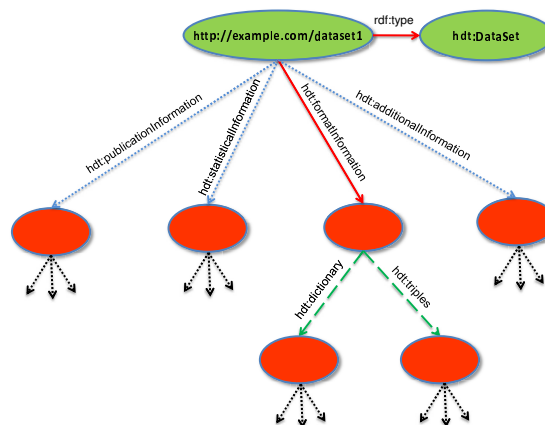 rdf:type
http://example.com/dataset1
hdt:DataSet
hdt:publicationInformation
hdt:statisticalInformation
hdt:formatInformation
hdt:additionalInformation
hdt:dictionary
hdt:triples